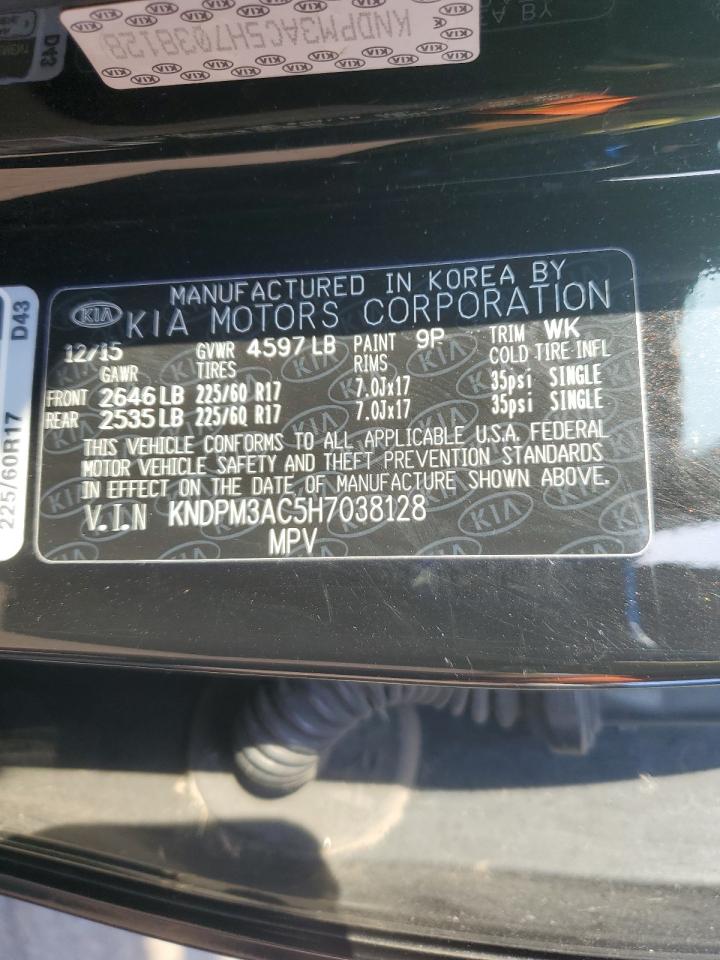 KNDPM3AC5H7038128
A BY
D43
D43
225/60R17
MANUFACTURED IN KOREA BY
KIA KIA MOTORS CORPORATION
12/15 GVWR 4597 LB PAINT 9P TRIM WK
GAWR TIRES RIMS COLD TIRE INFL
FRONT 2646 LB 225/60 R17 7.0Jx17 35psi SINGLE
REAR 2535 LB 225/60 R17 7.0Jx17 35psi SINGLE
THIS VEHICLE CONFORMS TO ALL APPLICABLE U.S.A. FEDERAL
MOTOR VEHICLE SAFETY AND THEFT PREVENTION STANDARDS
IN EFFECT ON THE DATE OF MANUFACTURE SHOWN ABOVE.
V.I.N KNDPM3AC5H7038128
MPV